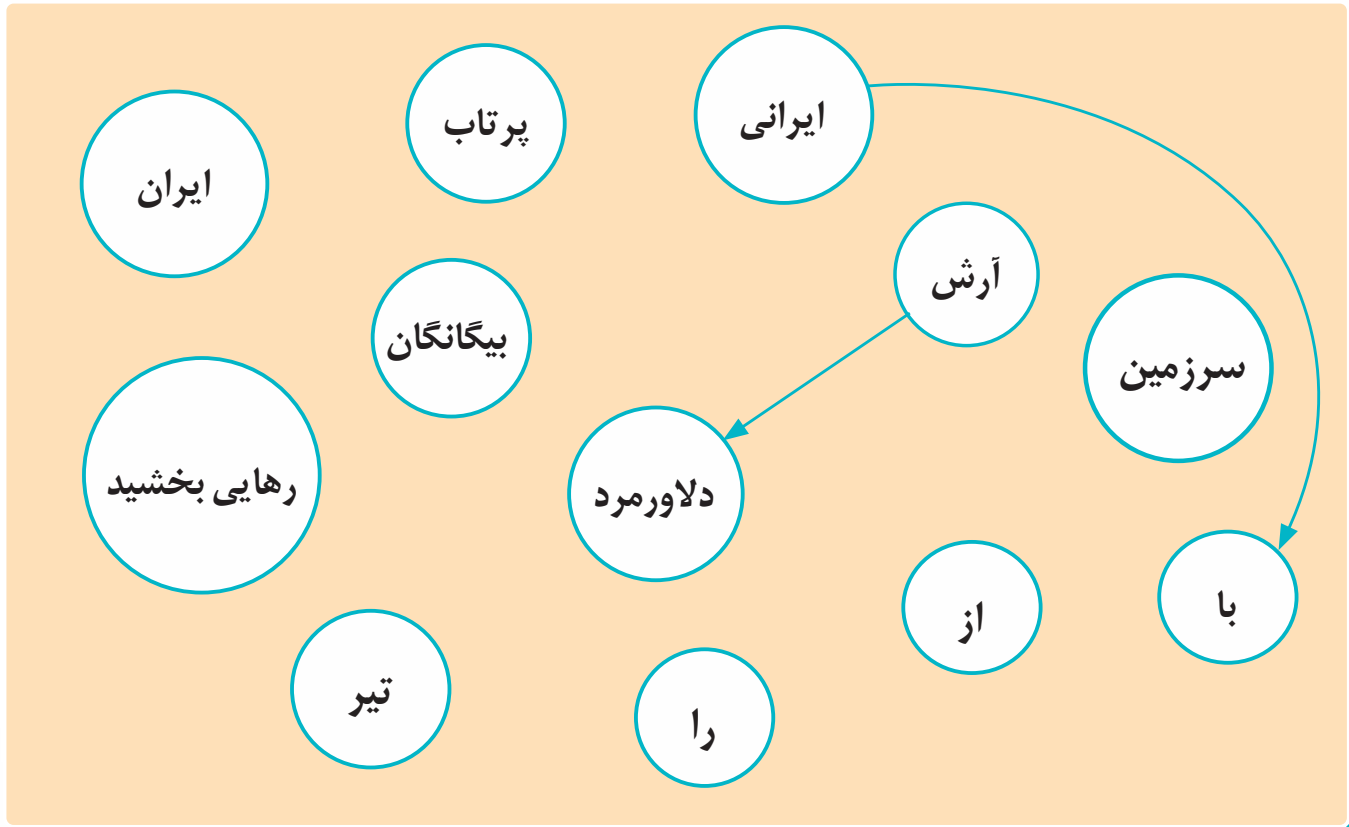 ایرانی
پرتاب
ایران
آرش
بیگانگان
سرزمین
رهایی بخشید
دلاورمرد
با
از
تیر
را